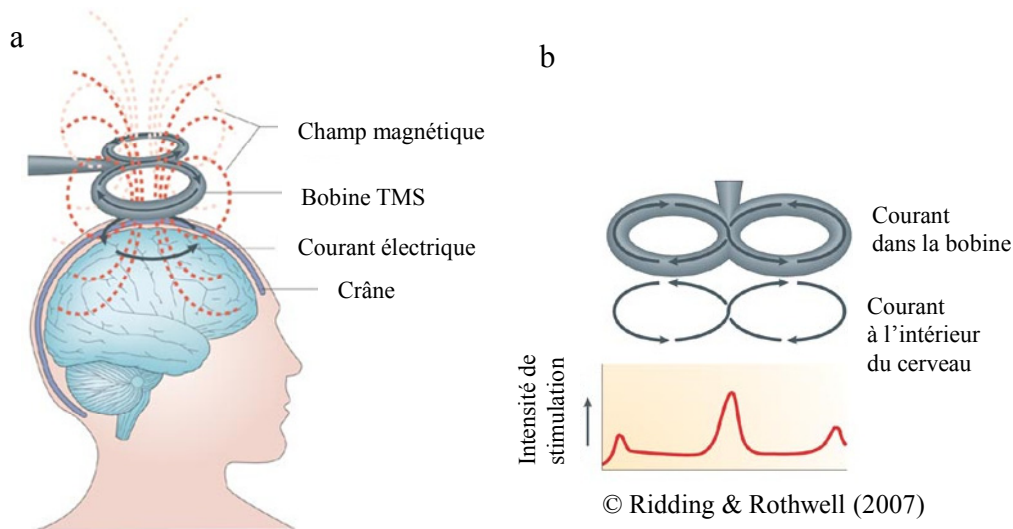 a
Champ magnétique
Bobine TMS
Courant électrique
Crâne
b
Courant
dans la bobine
Courant
à l’intérieur
du cerveau
Intensité de
stimulation
© Ridding & Rothwell (2007)